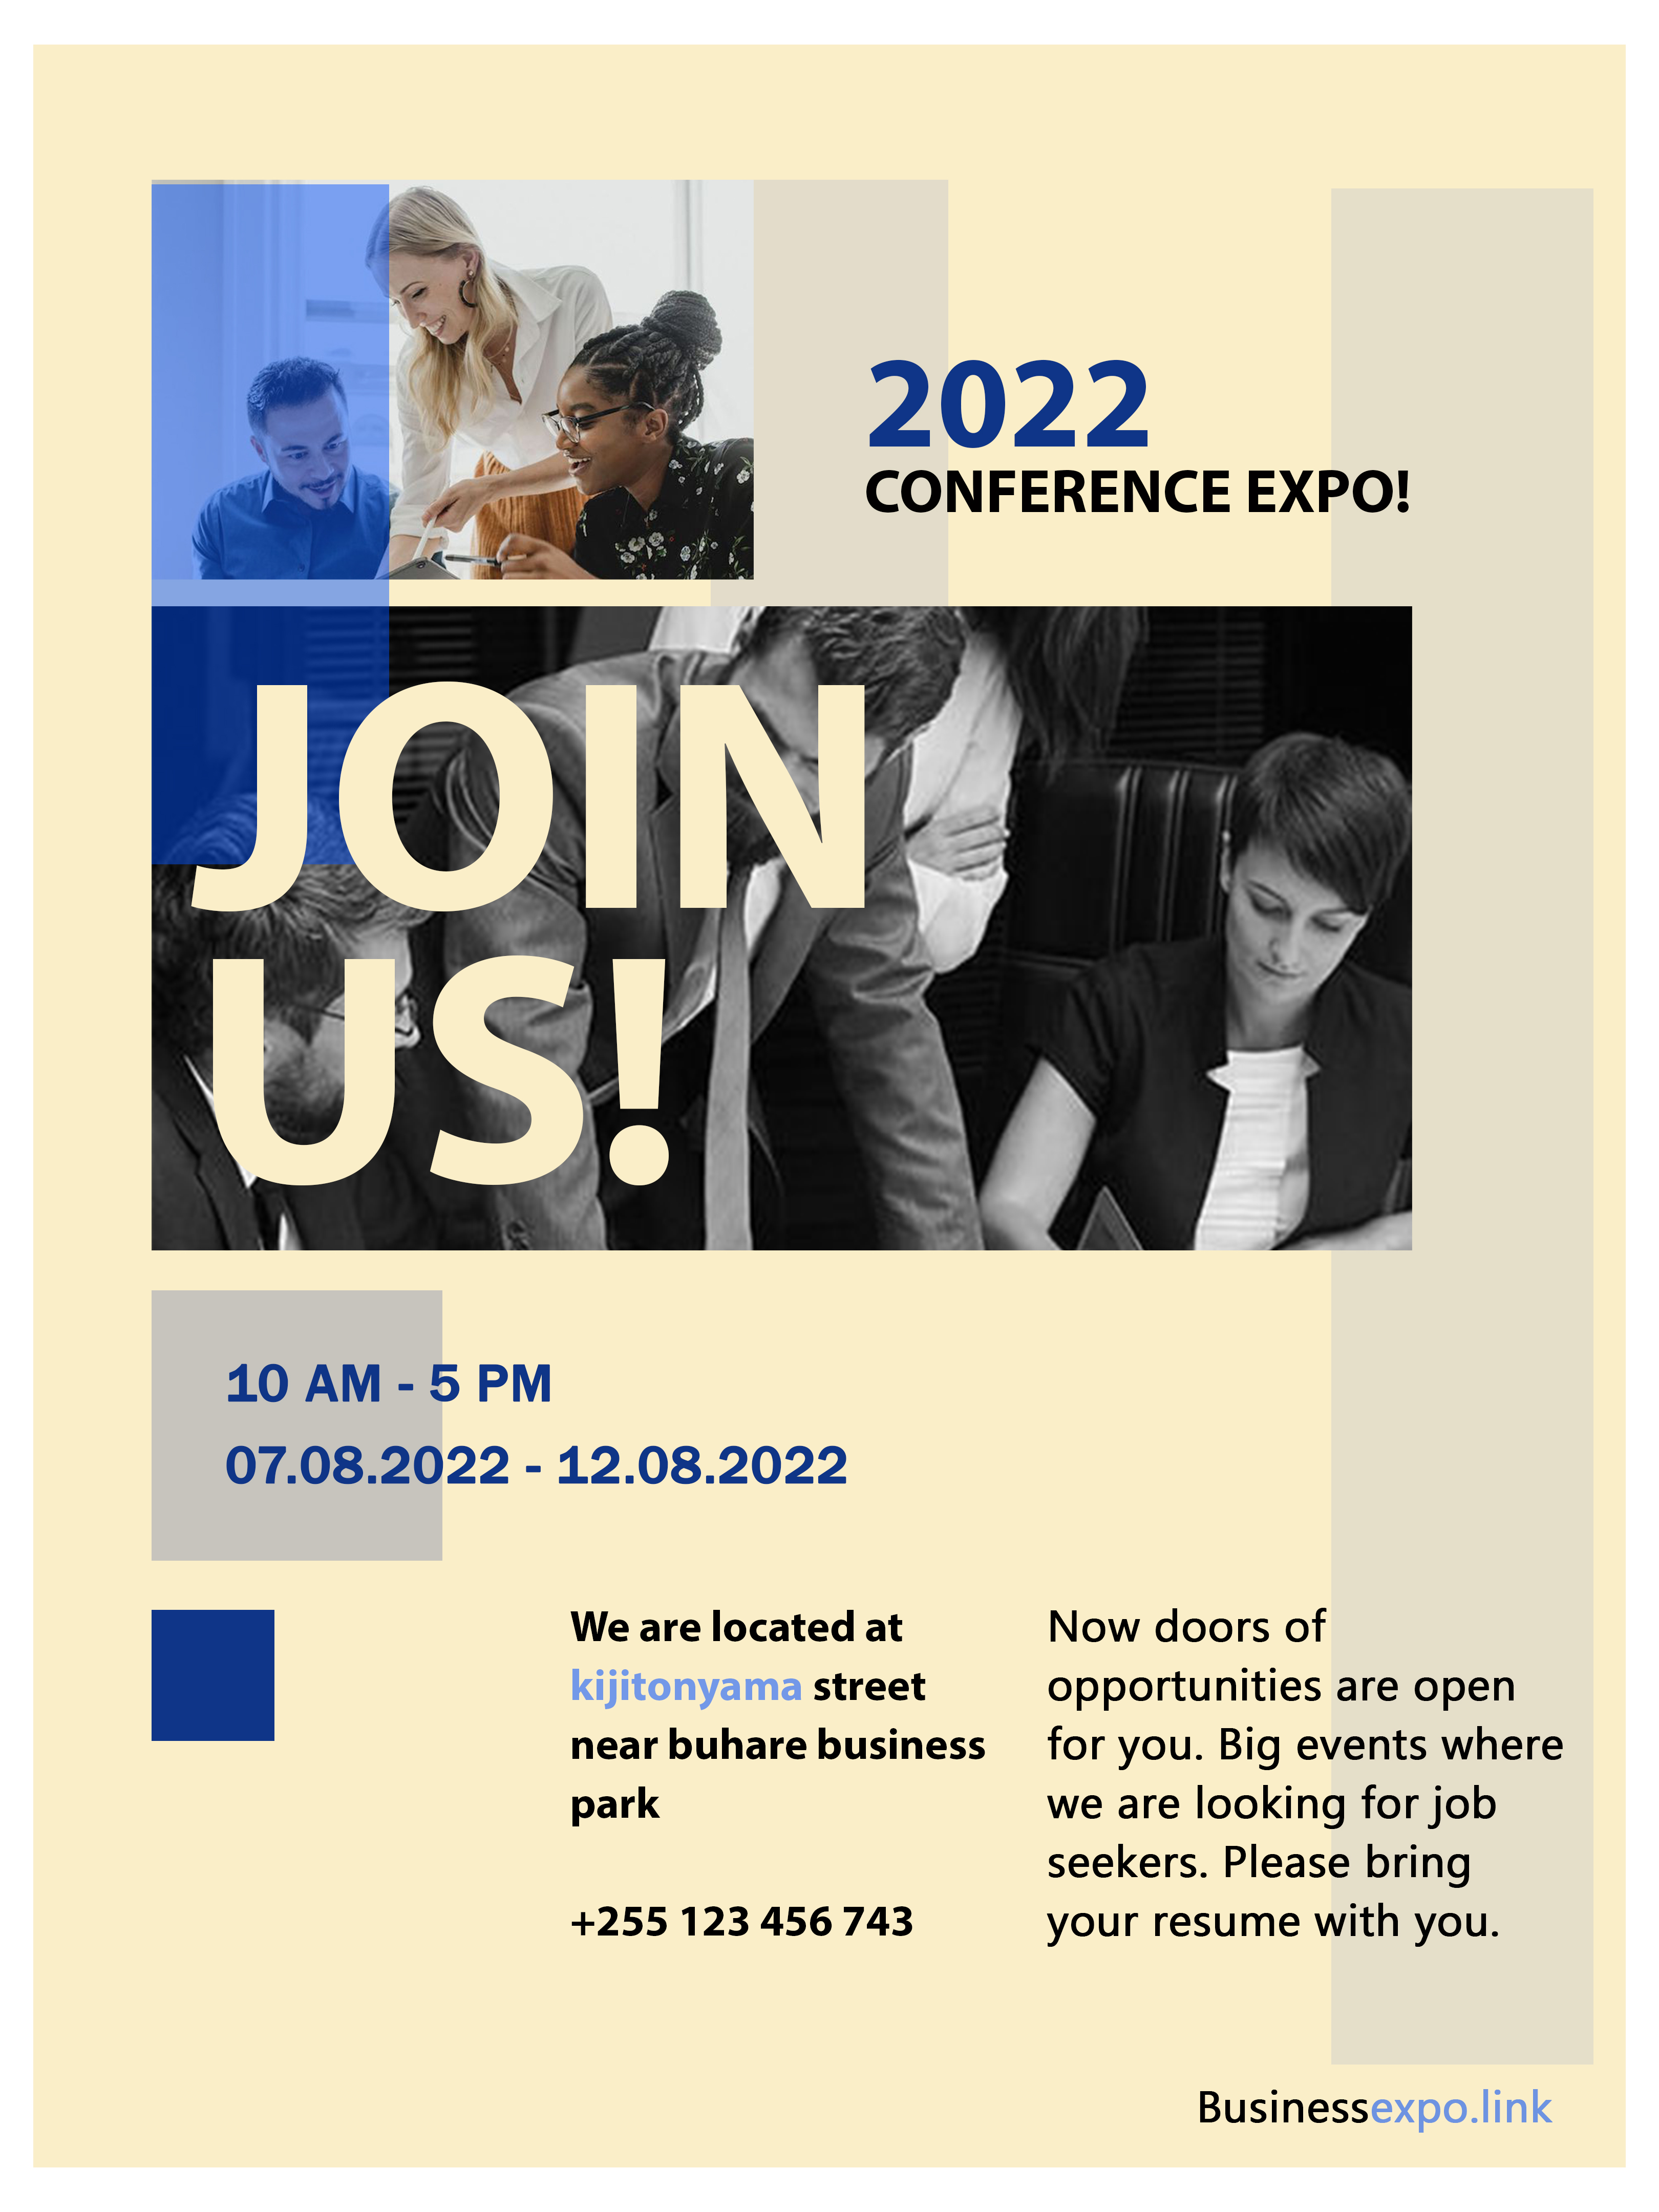 2022
CONFERENCE EXPO!
JOIN
US!
10 AM - 5 PM
07.08.2022 - 12.08.2022
We are located at
kijitonyama street
near buhare business
park
+255 123 456 743
Now doors of
opportunities are open
for you. Big events where
we are looking for job
seekers. Please bring
your resume with you.
Businessexpo.link